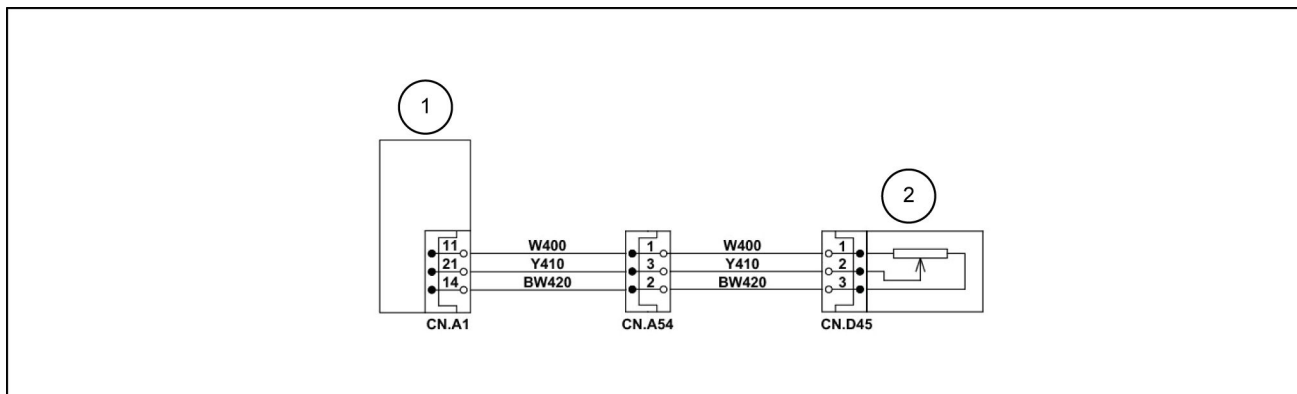 1
2
11 W400 1 W400 1
21 Y410 3 Y410 2
14 BW420 2 BW420 3
CN.A1 CN.A54 CN.D45